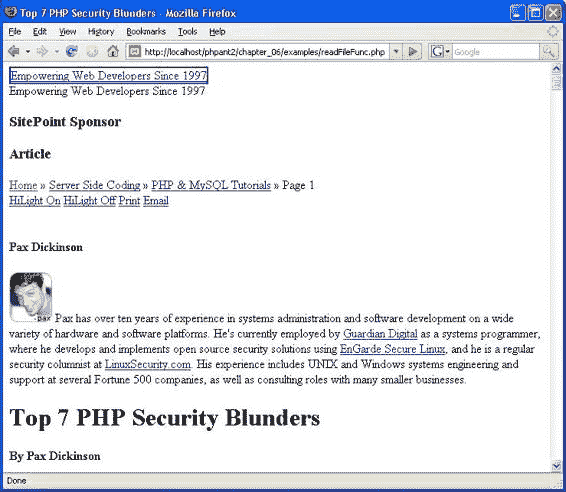 Top 7 PHP Security Blunders - Mozilla Firefox
File Edit View History Bookmarks Tools Help
http://localhost/phpant2/chapter_06/examples/readFileFunc.php
Google
Empowering Web Developers Since 1997
Empowering Web Developers Since 1997
SitePoint Sponsor
Article
Home » Server Side Coding » PHP & MySQL Tutorials » Page 1
HiLight On HiLight Off Print Email
Pax Dickinson
-pax
Pax has over ten years of experience in systems administration and software development on a wide
variety of hardware and software platforms. He's currently employed by Guardian Digital as a systems programmer,
where he develops and implements open source security solutions using EnGarde Secure Linux, and he is a regular
security columnist at LinuxSecurity.com. His experience includes UNIX and Windows systems engineering and
support at several Fortune 500 companies, as well as consulting roles with many smaller businesses.
Top 7 PHP Security Blunders
By Pax Dickinson
Done